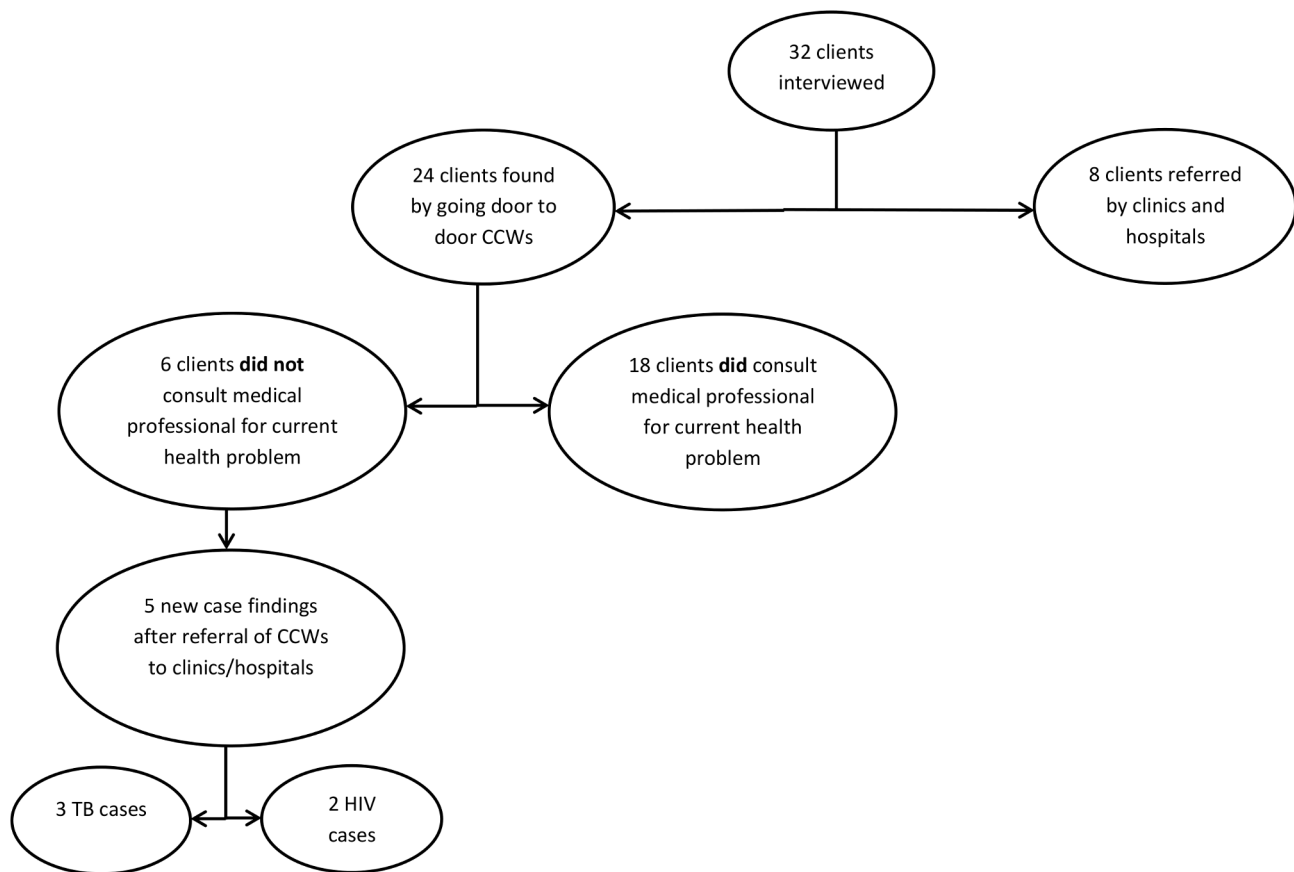 32 clients
interviewed
24 clients found
by going door to
door CCWs
8 clients referred
by clinics and
hospitals
6 clients did not
consult medical
professional for current
health problem
18 clients did consult
medical professional
for current health
problem
5 new case findings
after referral of CCWs
to clinics/hospitals
3 TB cases
2 HIV
cases